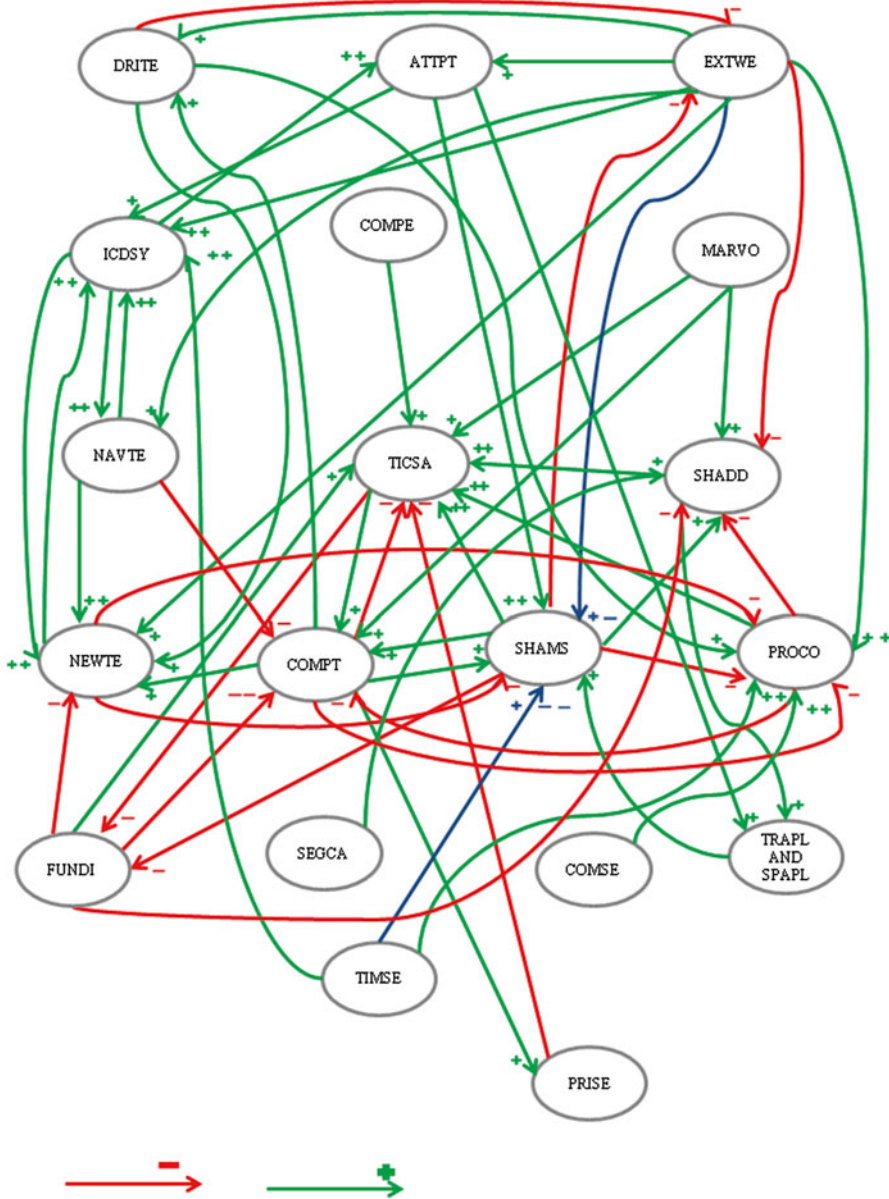 -
DRITE
+
++
ATTPT
+
EXTWE
+
-
+
ICDSY
++
++
COMPE
MARVO
++
++
++
+
NAVTE
+
+
TICSA
++
+
+
-
SHADD
+
++
-
-
++
-
+
-
++
-
+
+
++
++
+
+
+ -
-
++
NEWTE
+
+
COMPT
+
+
SHAMS
+
PROCO
++
-
--
-
-
+ --
+
-
++
++
-
-
FUNDI
-
SEGCA
COMSE
+
+
TRAPL
AND
SPAPL
TIMSE
+
PRISE
-
+